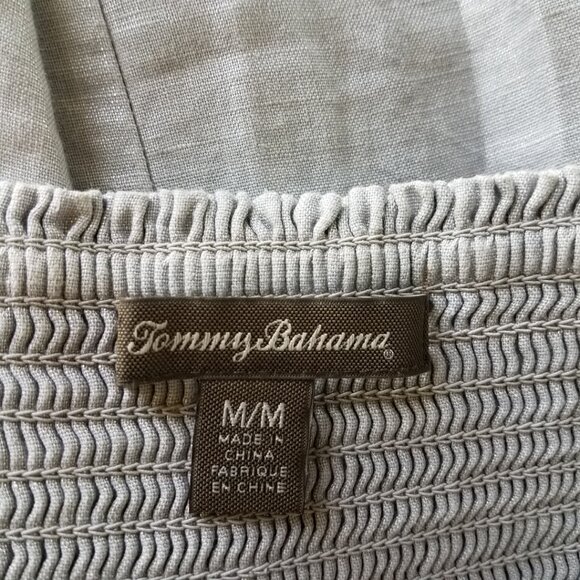 Tommy Bahama®
M/M
MADE IN
CHINA
FABRIQUE
EN CHINE